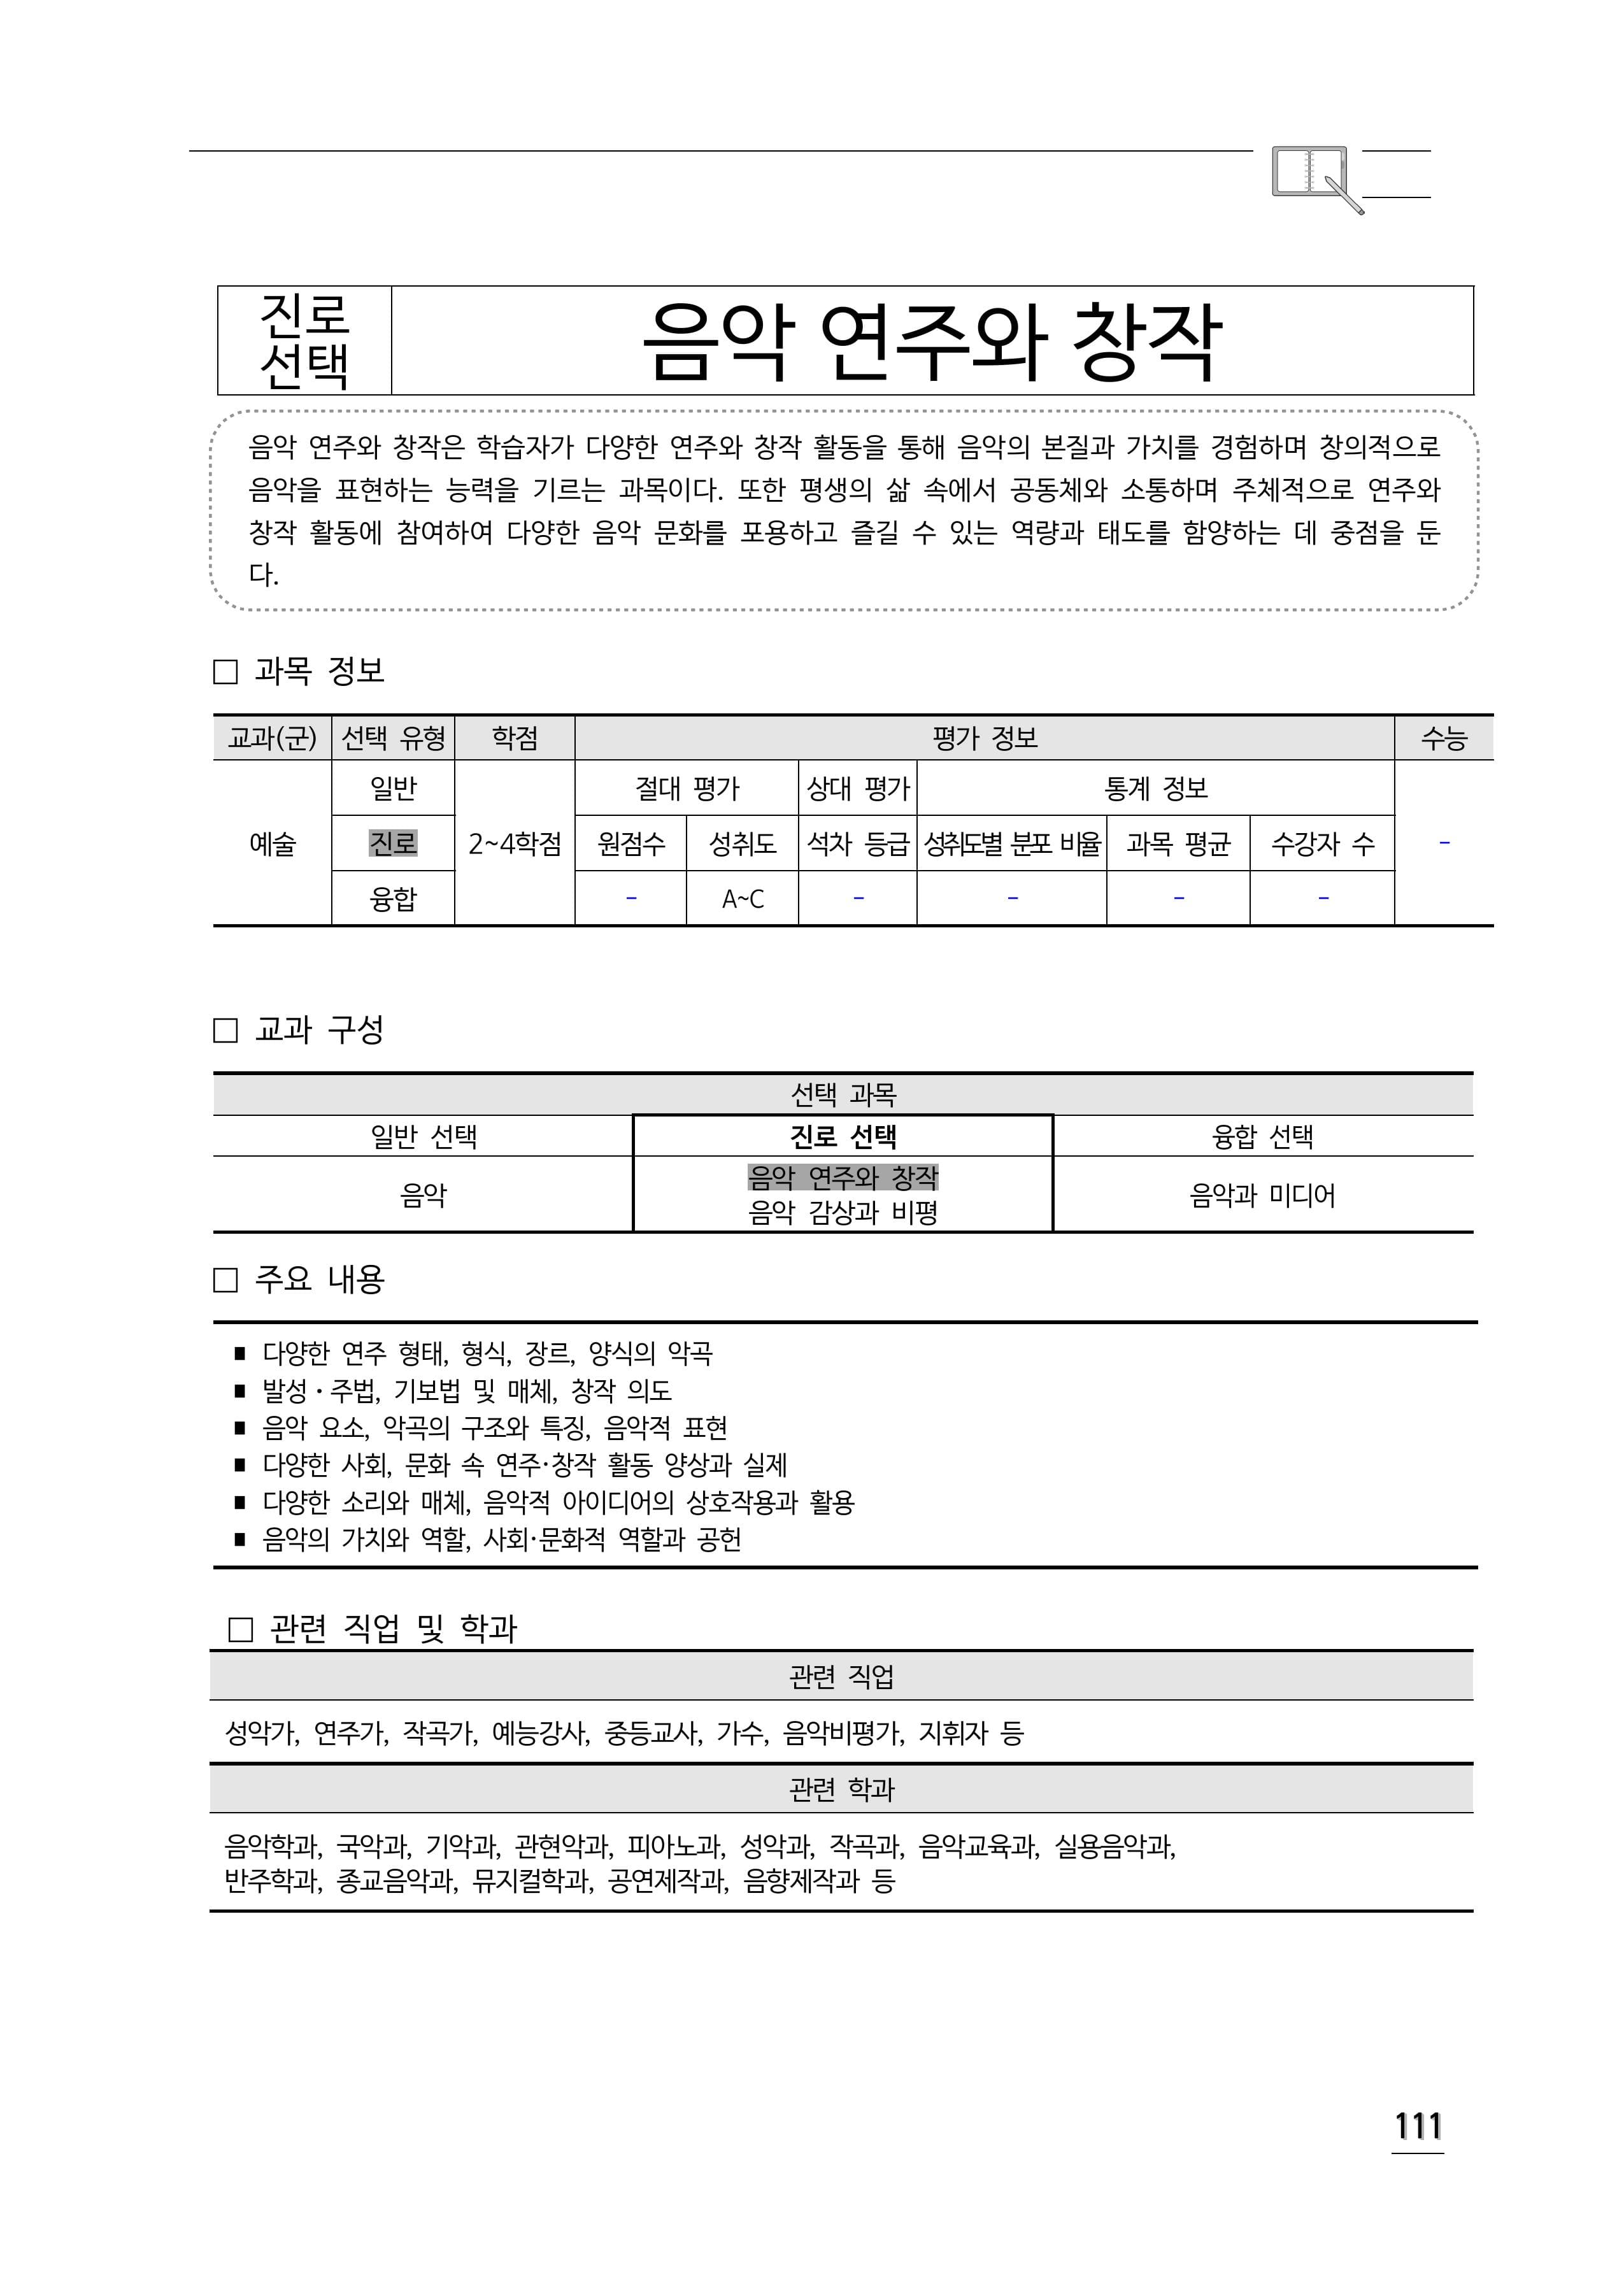 진로
선택
음악 연주와 창작
음악 연주와 창작은 학습자가 다양한 연주와 창작 활동을 통해 음악의 본질과 가치를 경험하며 창의적으로
음악을 표현하는 능력을 기르는 과목이다. 또한 평생의 삶 속에서 공동체와 소통하며 주체적으로 연주와
창작 활동에 참여하여 다양한 음악 문화를 포용하고 즐길 수 있는 역량과 태도를 함양하는 데 중점을 둔
다.
□ 과목 정보
교과(군) 선택 유형 학점 평가 정보 수능
일반 절대 평가 상대 평가 통계 정보
예술 진로 2~4학점 원점수 성취도 석차 등급 성취도별 분포 비율 과목 평균 수강자 수 -
융합 - A~C - - - -
□ 교과 구성
선택 과목
일반 선택 진로 선택 융합 선택
음악 음악 연주와 창작 음악과 미디어
음악 감상과 비평
□ 주요 내용
■ 다양한 연주 형태, 형식, 장르, 양식의 악곡
■ 발성·주법, 기보법 및 매체, 창작 의도
■ 음악 요소, 악곡의 구조와 특징, 음악적 표현
■ 다양한 사회, 문화 속 연주·창작 활동 양상과 실제
■ 다양한 소리와 매체, 음악적 아이디어의 상호작용과 활용
■ 음악의 가치와 역할, 사회·문화적 역할과 공헌
□ 관련 직업 및 학과
관련 직업
성악가, 연주가, 작곡가, 예능강사, 중등교사, 가수, 음악비평가, 지휘자 등
관련 학과
음악학과, 국악과, 기악과, 관현악과, 피아노과, 성악과, 작곡과, 음악교육과, 실용음악과,
반주학과, 종교음악과, 뮤지컬학과, 공연제작과, 음향제작과 등
111